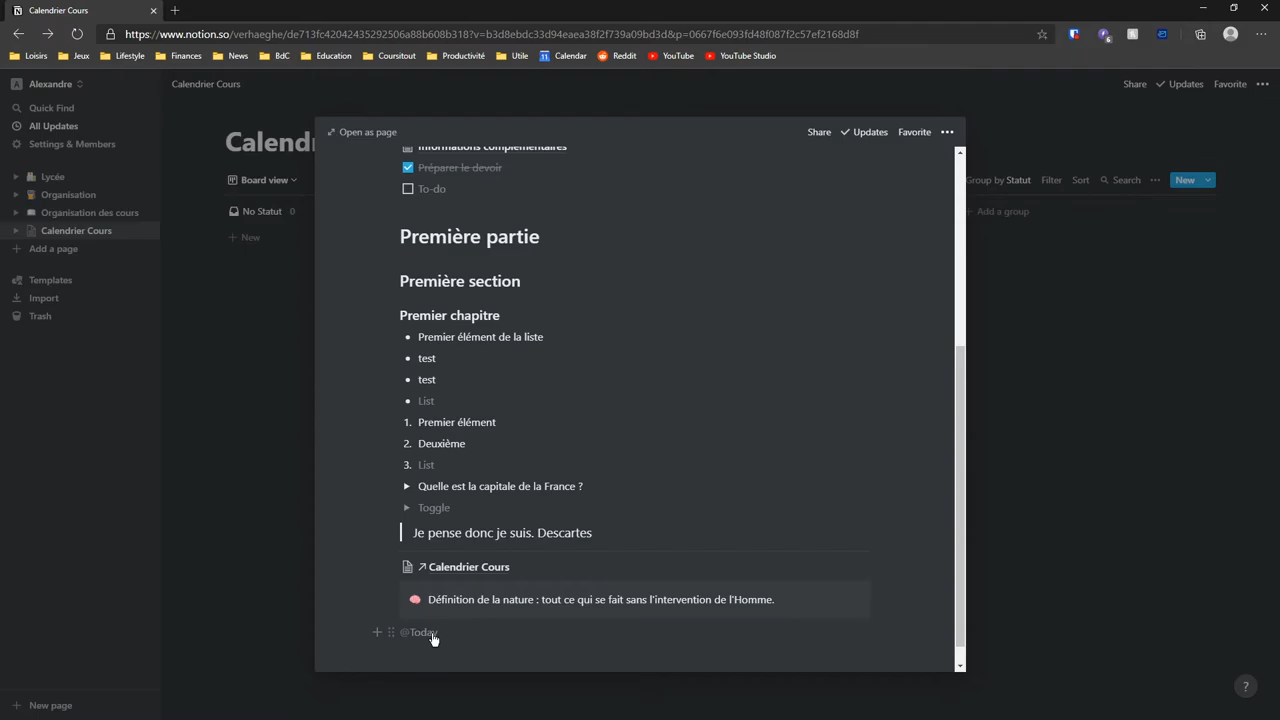 Calendrier Cours
https://www.notion.so/verhaeghe/de713fc42042435292506a88b608b318?v=b3d8ebdc33d94eaea38f2f739a09bd3d&p=0667f6e093fd48f087f2c57ef2168d8f
Loisirs Jeux Lifestyle Finances News BdC Education Coursitout Productivité Utile Calendar Reddit YouTube YouTube Studio
Alexandre
Calendrier Cours
Share Updates Favorite
Quick Find
All Updates
Settings & Members
Lycée
Organisation
Organisation des cours
Calendrier Cours
Add a page
Templates
Import
Trash
New page
Calend
Board view
Group by Statut Filter Sort Search New
No Statut 0
Add a group
New
Open as page
Share Updates Favorite
Informations complémentaires
Préparer le devoir
To-do
Première partie
Première section
Premier chapitre
• Premier élément de la liste
• test
• test
• List
1. Premier élément
2. Deuxième
3. List
Quelle est la capitale de la France ?
Toggle
Je pense donc je suis. Descartes
Calendrier Cours
Définition de la nature : tout ce qui se fait sans l'intervention de l'Homme.
@Today
?